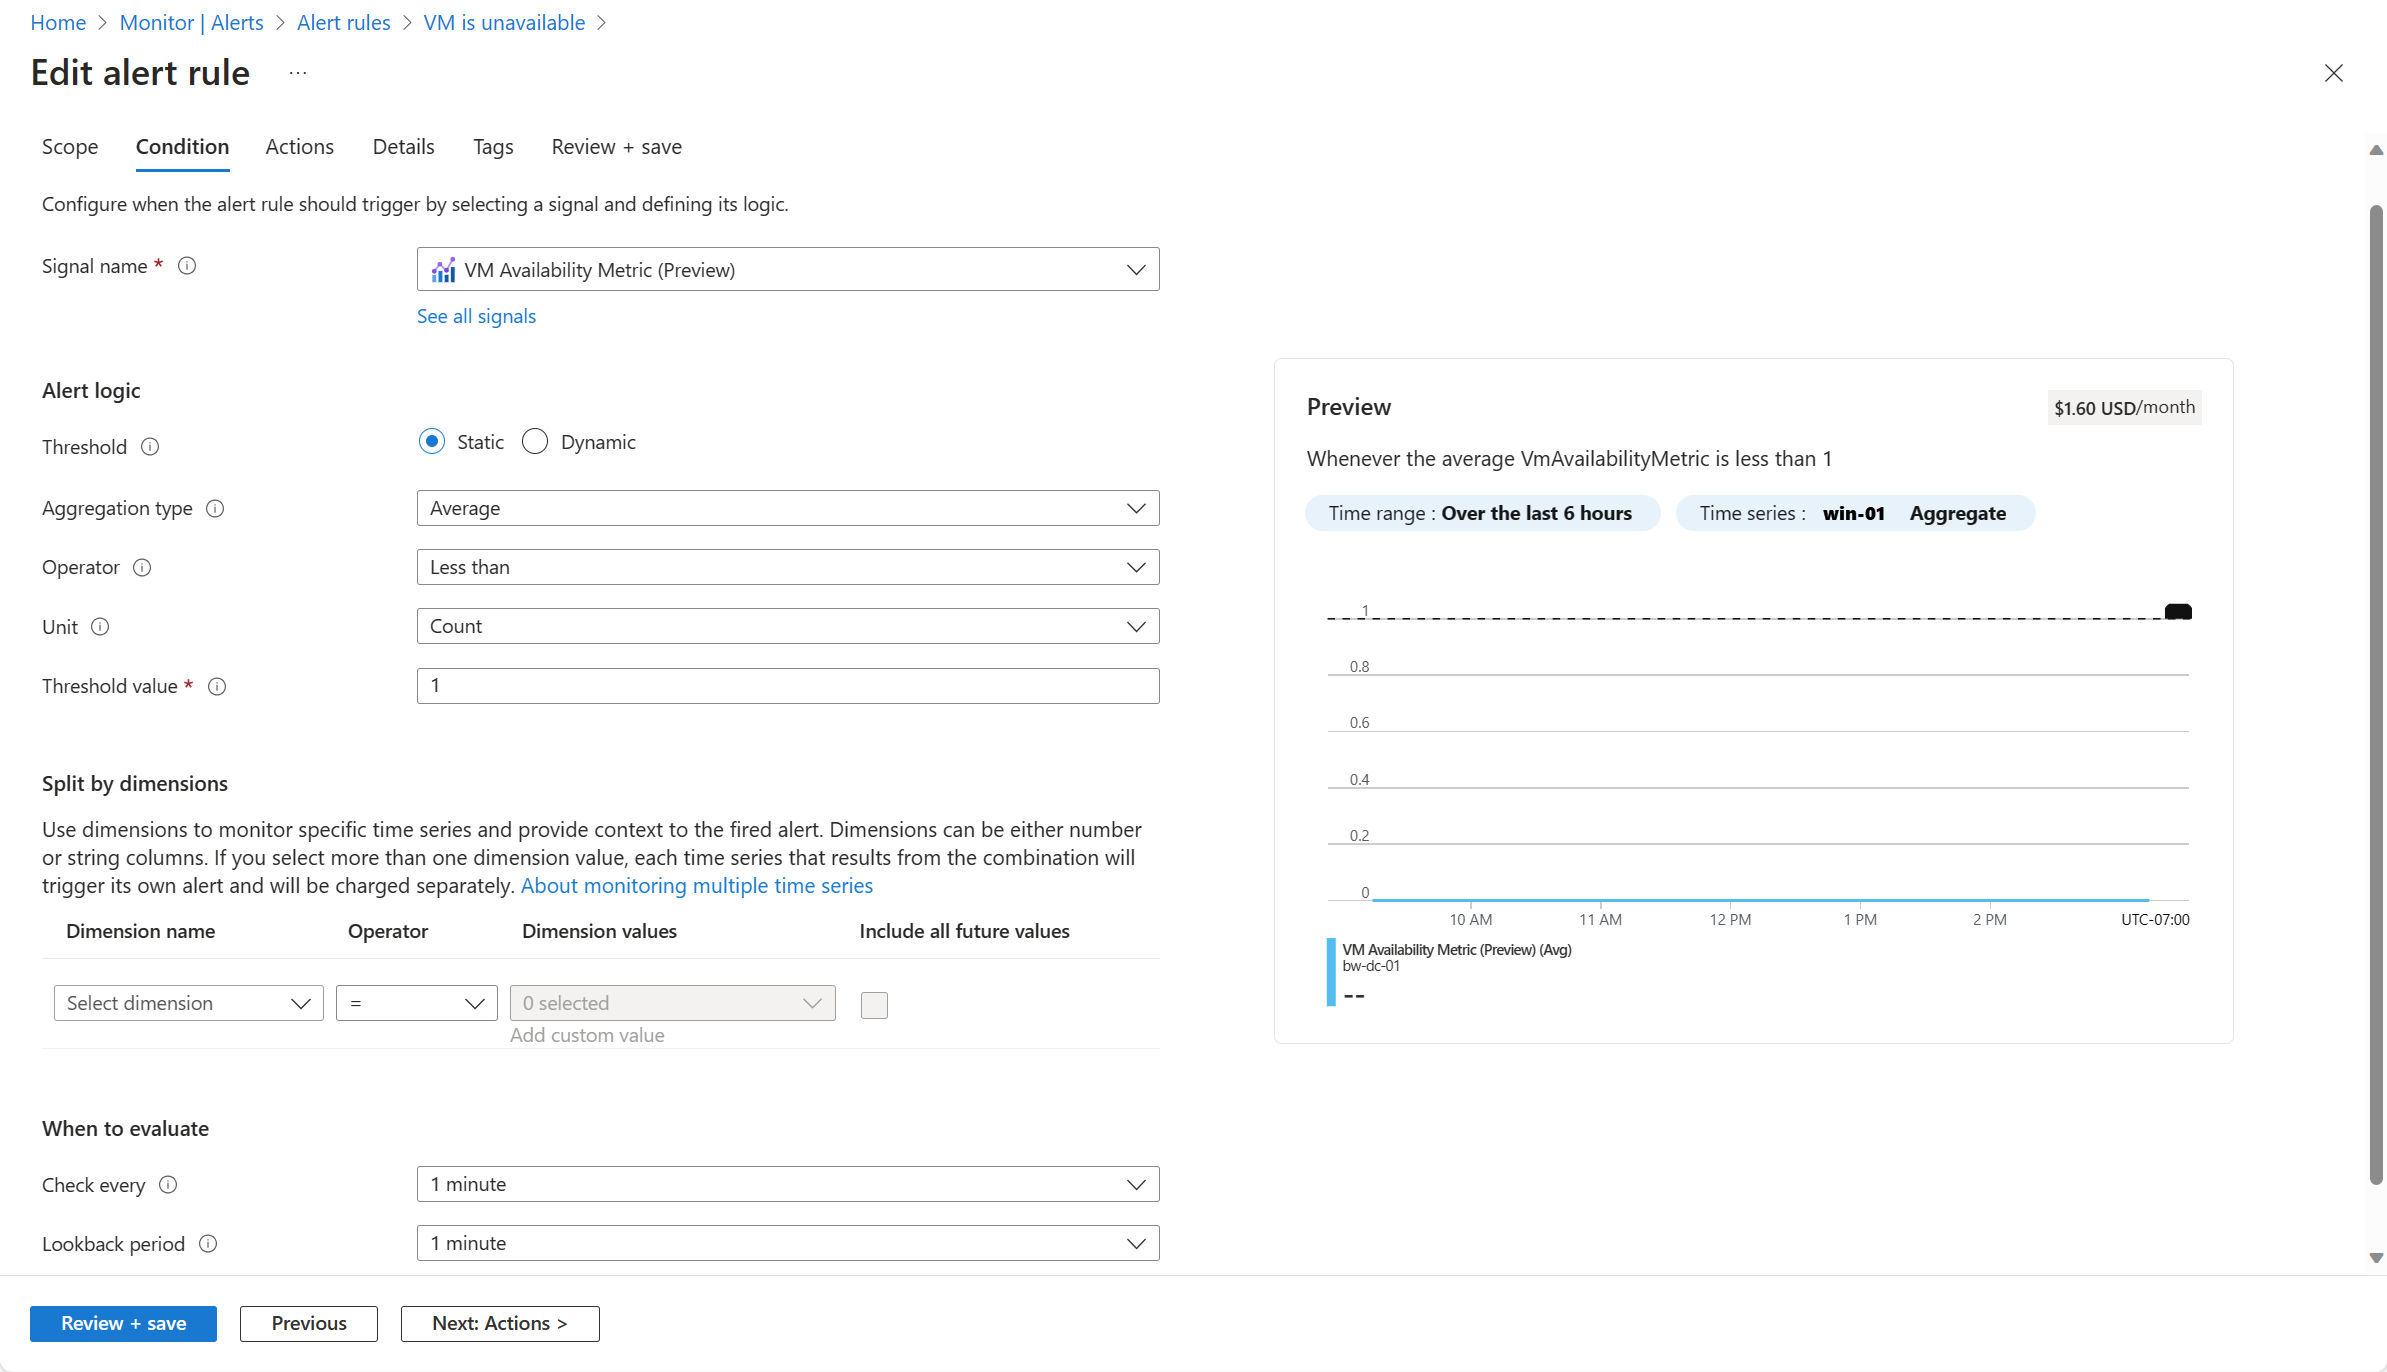 Home > Monitor | Alerts > Alert rules > VM is unavailable >
Edit alert rule ...
Scope Condition Actions Details Tags Review + save
Configure when the alert rule should trigger by selecting a signal and defining its logic.
Signal name * VM Availability Metric (Preview)
See all signals
Alert logic
Threshold Static Dynamic
Aggregation type Average
Operator Less than
Unit Count
Threshold value * 1
Split by dimensions
Use dimensions to monitor specific time series and provide context to the fired alert. Dimensions can be either number
or string columns. If you select more than one dimension value, each time series that results from the combination will
trigger its own alert and will be charged separately. About monitoring multiple time series
Dimension name Operator Dimension values Include all future values
Select dimension = 0 selected
Add custom value
When to evaluate
Check every 1 minute
Lookback period 1 minute
Preview $1.60 USD/month
Whenever the average VmAvailabilityMetric is less than 1
Time range : Over the last 6 hours Time series : win-01 Aggregate
1
0.8
0.6
0.4
0.2
0
10 AM 11 AM 12 PM 1 PM 2 PM UTC-07:00
VM Availability Metric (Preview) (Avg)
bw-dc-01
--
Review + save Previous Next: Actions >